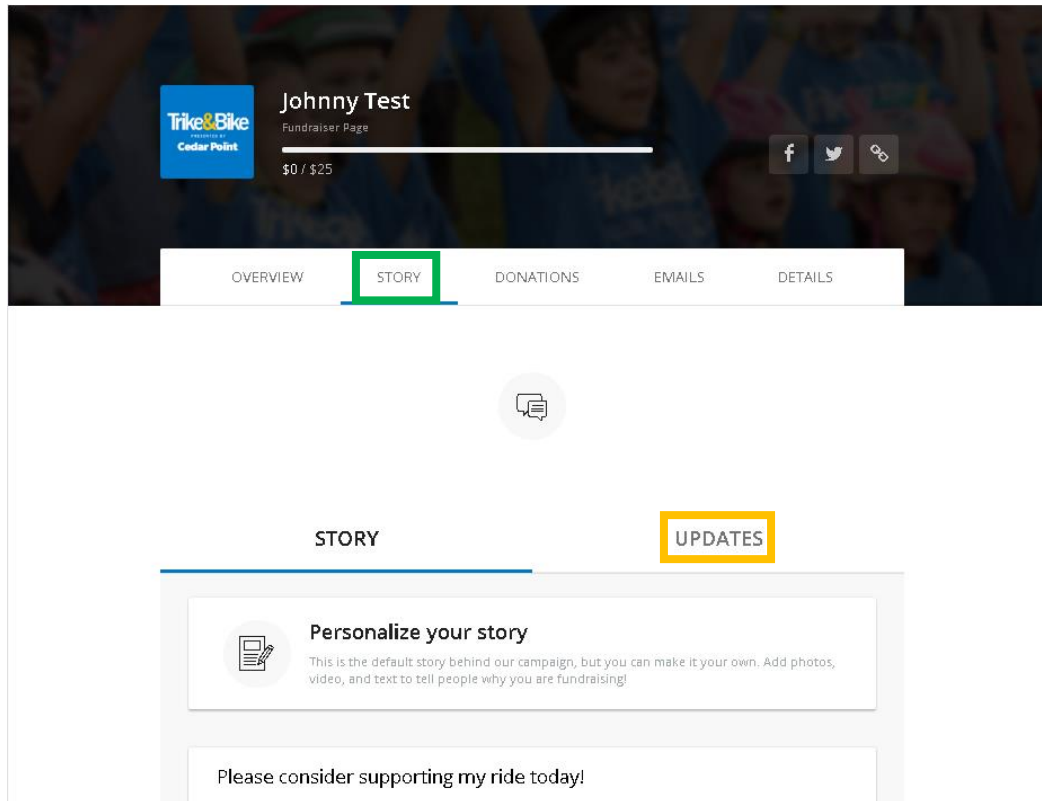 Trike&Bike
PRESENTED BY
Cedar Point
Johnny Test
Fundraiser Page
$0 / $25
OVERVIEW STORY DONATIONS EMAILS DETAILS
STORY UPDATES
Personalize your story
This is the default story behind our campaign, but you can make it your own. Add photos,
video, and text to tell people why you are fundraising!
Please consider supporting my ride today!